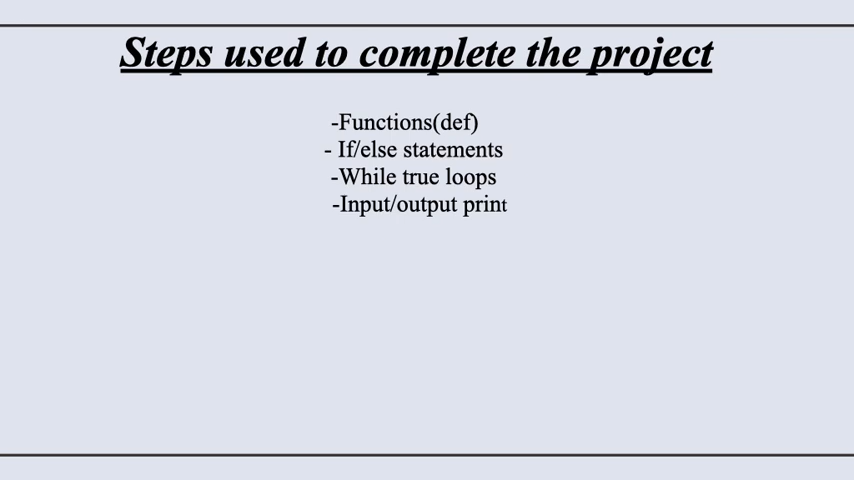 Steps used to complete the project
-Functions(def)
- If/else statements
-While true loops
-Input/output print